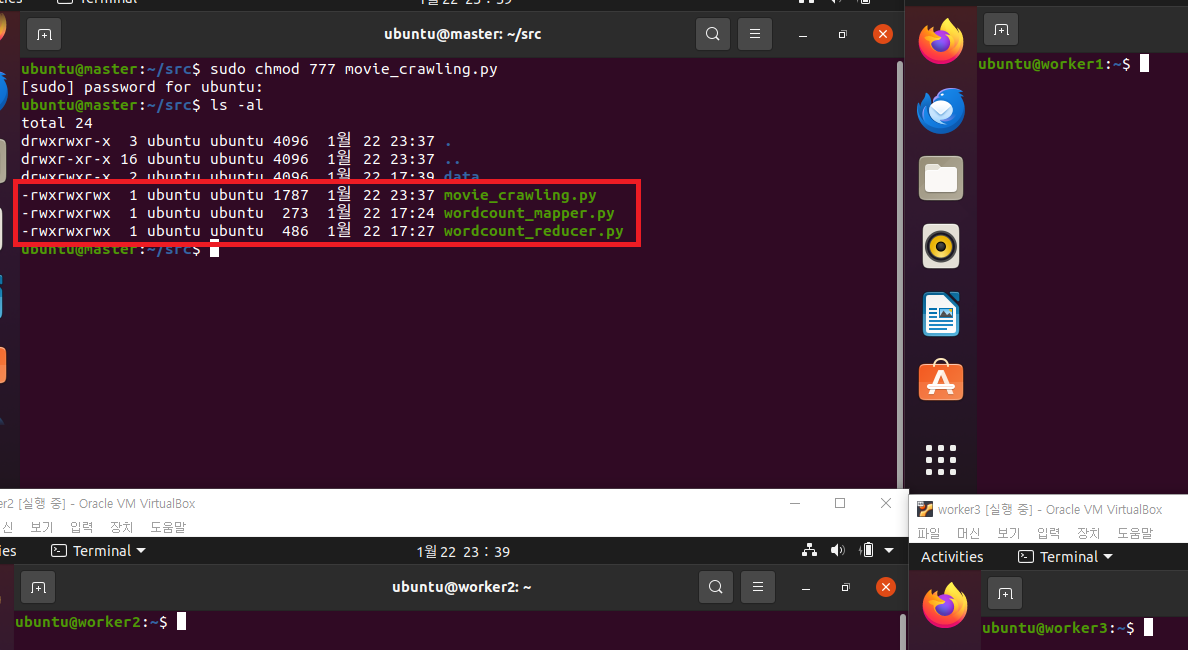 Terminal
1월 22 23 : 39
ubuntu@master: ~/src
ubuntu@master:~/src$ sudo chmod 777 movie_crawling.py
[sudo] password for ubuntu:
ubuntu@master:~/src$ ls -al
total 24
drwxrwxr-x  3 ubuntu ubuntu 4096  1월 22 23:37 .
drwxr-xr-x 16 ubuntu ubuntu 4096  1월 22 23:37 ..
drwxrwxr-x  2 ubuntu ubuntu 4096  1월 22 17:39 data
-rwxrwxrwx  1 ubuntu ubuntu 1787  1월 22 23:37 movie_crawling.py
-rwxrwxrwx  1 ubuntu ubuntu  273  1월 22 17:24 wordcount_mapper.py
-rwxrwxrwx  1 ubuntu ubuntu  486  1월 22 17:27 wordcount_reducer.py
ubuntu@master:~/src$
ubuntu@worker1:~$
er2 [실행 중] - Oracle VM VirtualBox
신 보기 입력 장치 도움말
ies Terminal
1월 22 23 : 39
ubuntu@worker2: ~
ubuntu@worker2:~$
worker3 [실행 중] - Oracle VM VirtualBox
파일 머신 보기 입력 장치 도움말
Activities Terminal
ubuntu@worker3:~$